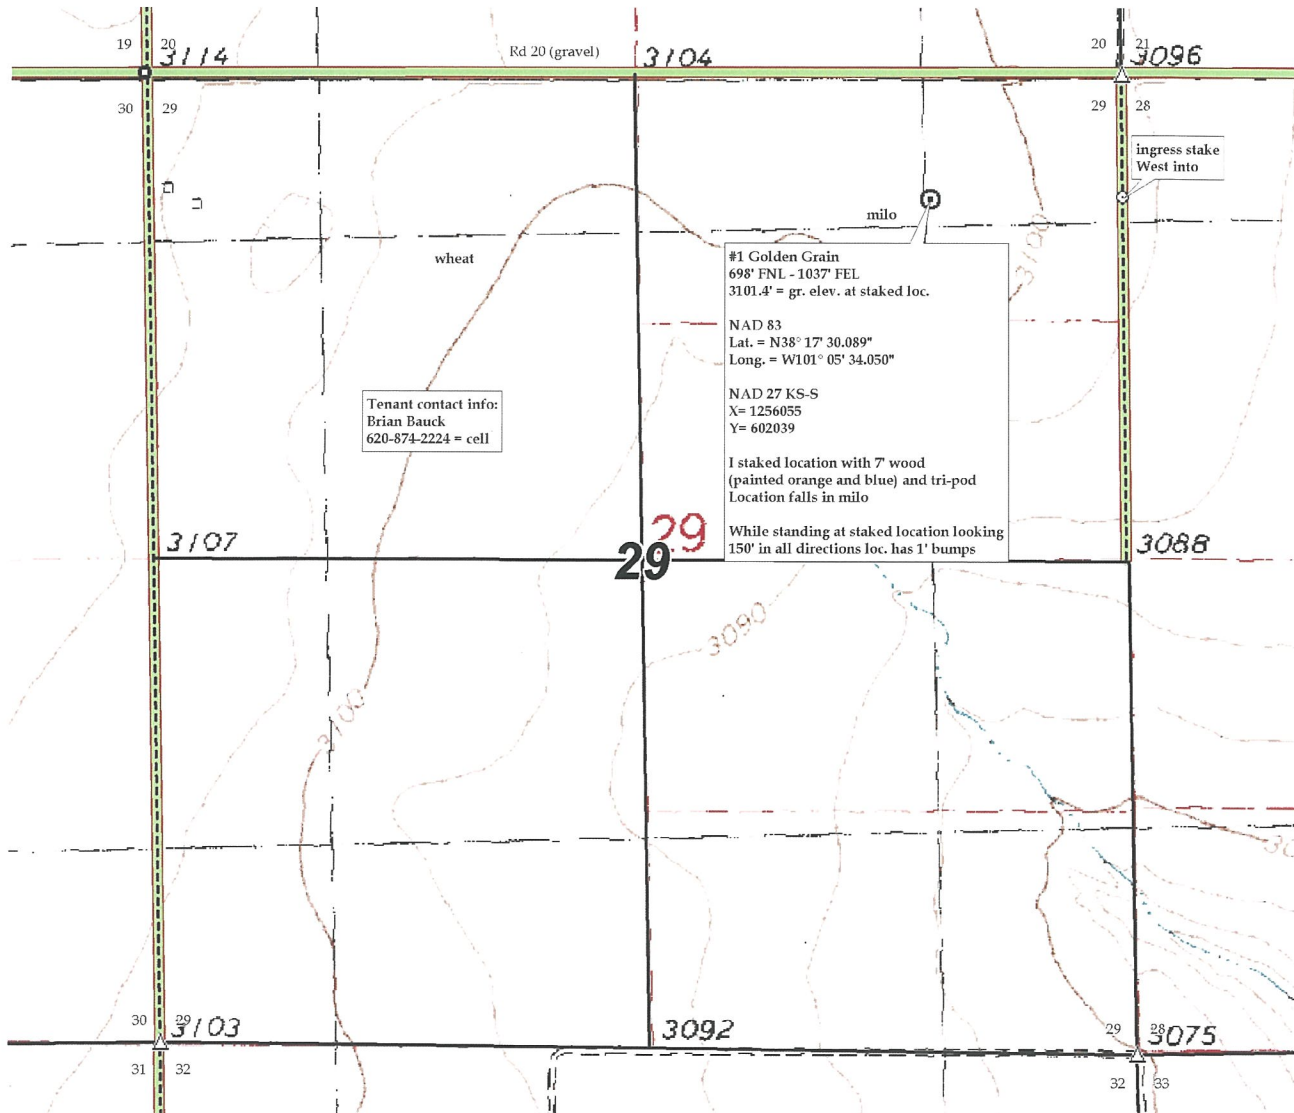 19 20
3114
Rd 20 (gravel)
3104
20 21
3096
30 29
29 28
ingress stake
West into
milo
wheat
3100
#1 Golden Grain
698' FNL - 1037' FEL
3101.4' = gr. elev. at staked loc.
NAD 83
Lat. = N38° 17' 30.089"
Long. = W101° 05' 34.050"
NAD 27 KS-S
X= 1256055
Y= 602039
I staked location with 7' wood
(painted orange and blue) and tri-pod
Location falls in milo
While standing at staked location looking
150' in all directions loc. has 1' bumps
Tenant contact info:
Brian Bauck
620-874-2224 = cell
3107
29
29
3088
3090
3100
30 29
3103
3092
29 28
3075
31 32
32 33